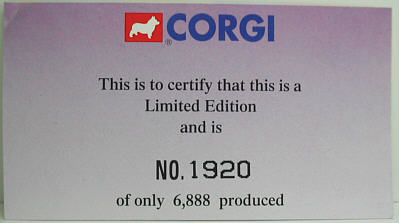 ® CORGI
This is to certify that this is a
Limited Edition
and is
NO. 1920
of only 6,888 produced